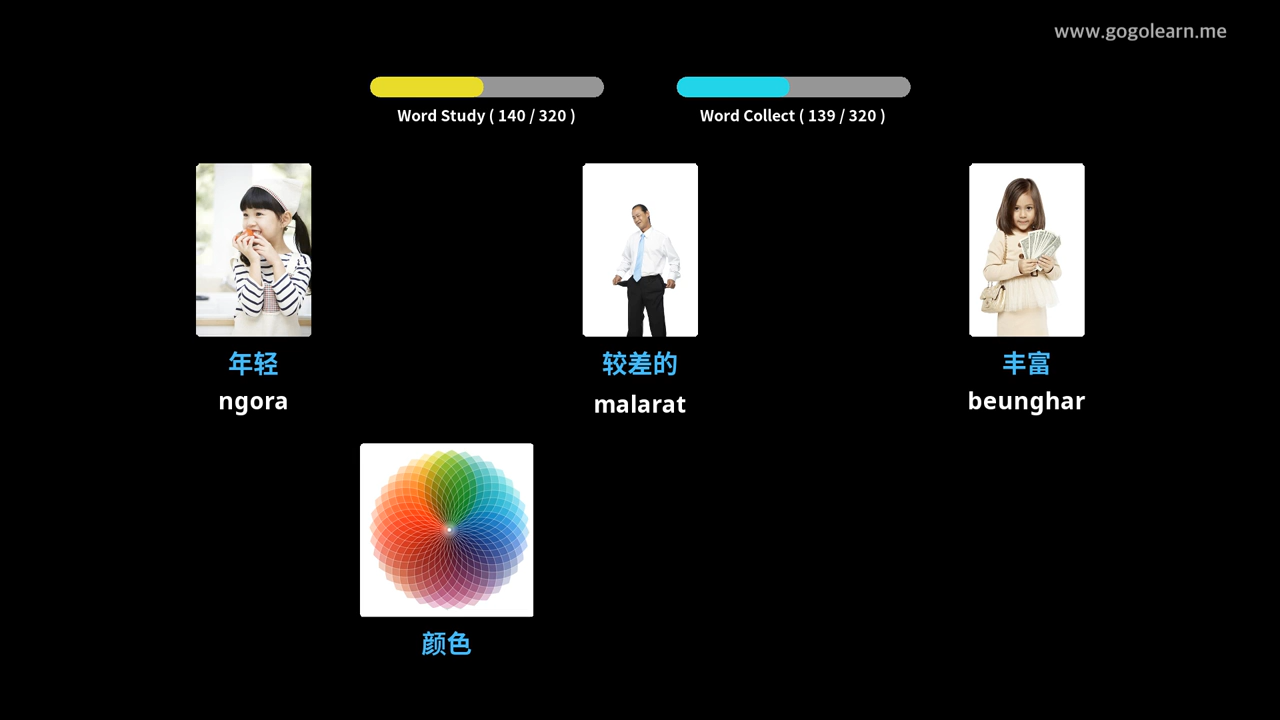 www.gogolearn.me
Word Study ( 140 / 320 )
Word Collect ( 139 / 320 )
年轻
ngora
较差的
malarat
丰富
beunghar
颜色